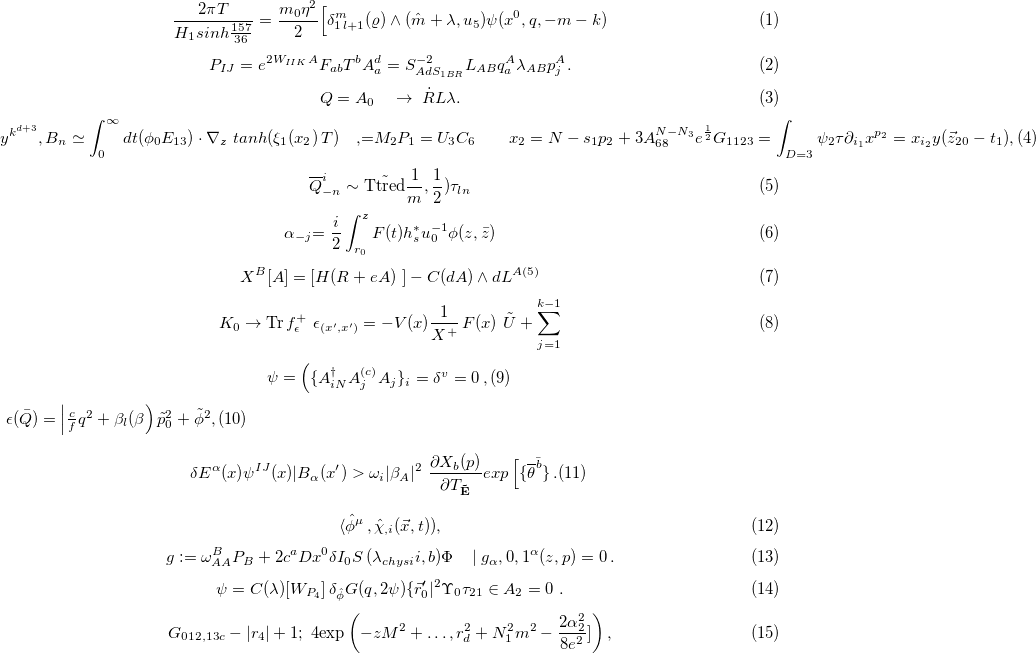 \frac{2\pi T}{H_1 sinh\frac{157}{36}} = \frac{m_0\eta^2}{2}\Big[\delta^m_{1\,l+1}(\varrho) \wedge (\hat{m} + \lambda, u_5)\psi(x^0, q, -m - k) (1)
P_{IJ} = e^{2W_{IIK}\,A} F_{ab}T^b A^d_a = S^{-2}_{AdS_{1BR}} L_{AB} q^A_a \lambda_{AB} p^A_j. (2)
Q = A_0 \quad \rightarrow \dot{R}L\lambda. (3)
y^{k^{d+3}}, B_n \simeq \int_0^\infty dt(\phi_0 E_{13}) \cdot \nabla_z \, tanh(\xi_1(x_2)\,T) \quad ,=M_2P_1 = U_3C_6 \qquad x_2 = N - s_1p_2 + 3A^{N-N_3}_{68} e^{\frac{1}{2}} G_{1123} = \int_{D=3} \psi_2\tau\partial_{i_1}x^{p_2} = x_{i_2}y(\vec{z}_{20} - t_1), (4)
\overline{Q}^i_{-n} \sim \tilde{\text{Ttred}}\frac{1}{m}, \frac{1}{2})\tau_{ln} (5)
\alpha_{-j} = \frac{i}{2}\int_{r_0}^z F(t)h^*_s u_0^{-1}\phi(z, \bar{z}) (6)
X^B[A] = [H(R + eA)\ ] - C(dA) \wedge dL^{A(5)} (7)
K_0 \rightarrow \text{Tr}\, f^+_\epsilon \ \epsilon_{(x',x')} = -V(x)\frac{1}{X^+}\,F(x)\ \tilde{U} + \sum_{j=1}^{k-1} (8)
\psi = \Big(\{A^\dagger_{iN} A^{(c)}_j A_j\}_i = \delta^v = 0\,, (9)
\epsilon(\bar{Q}) = \Big|\frac{c}{f}q^2 + \beta_l(\beta\Big)\,\tilde{p}^2_0 + \tilde{\phi}^2, (10)
\delta E^\alpha(x)\psi^{IJ}(x)|B_\alpha(x') > \omega_i|\beta_A|^2 \ \frac{\partial X_b(p)}{\partial T_{\tilde{\mathbf{E}}}} exp\Big[\{\overline{\theta}^{\bar{b}}\}\,. (11)
\langle\hat{\phi}^\mu\,, \hat{\chi}_{,i}(\vec{x}, t)), (12)
g := \omega^B_{AA}P_B + 2c^a Dx^0 \delta I_0 S\,(\lambda_{chysi}i, b)\Phi \quad |\ g_\alpha, 0, 1^\alpha(z, p) = 0\,. (13)
\psi = C(\lambda)[W_{P_4}]\,\delta_{\hat{\phi}} G(q, 2\psi)\{\vec{r}'_0|^2 \Upsilon_0\tau_{21} \in A_2 = 0\ . (14)
G_{012,13c} - |r_4| + 1;\ 4\text{exp}\left(-zM^2 + \ldots, r^2_d + N^2_1 m^2 - \frac{2\alpha^2_2}{8e^2}]\right), (15)